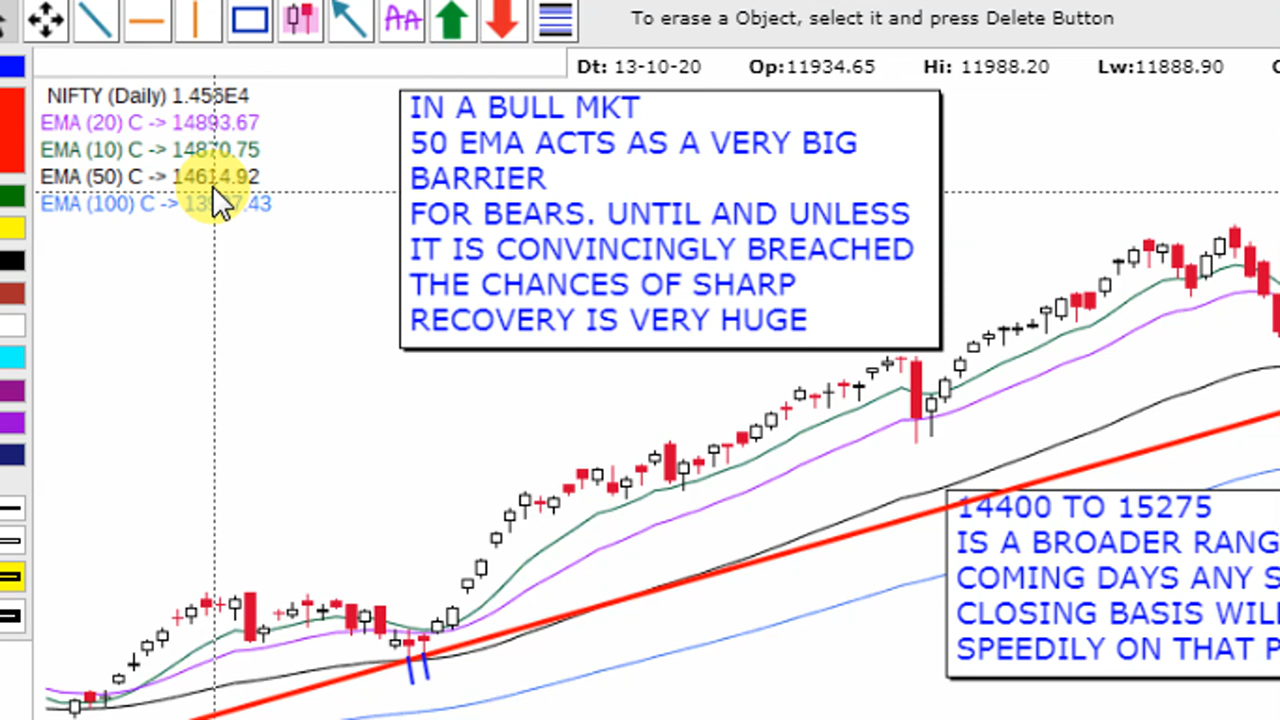 To erase a Object, select it and press Delete Button
Dt: 13-10-20 Op:11934.65 Hi: 11988.20 Lw:11888.90
NIFTY (Daily) 1.456E4
EMA (20) C -> 14893.67
EMA (10) C -> 14870.75
EMA (50) C -> 14614.92
EMA (100) C ->
IN A BULL MKT
50 EMA ACTS AS A VERY BIG
BARRIER
FOR BEARS. UNTIL AND UNLESS
IT IS CONVINCINGLY BREACHED
THE CHANCES OF SHARP
RECOVERY IS VERY HUGE
14400 TO 15275
IS A BROADER RANG
COMING DAYS ANY S
CLOSING BASIS WIL
SPEEDILY ON THAT P